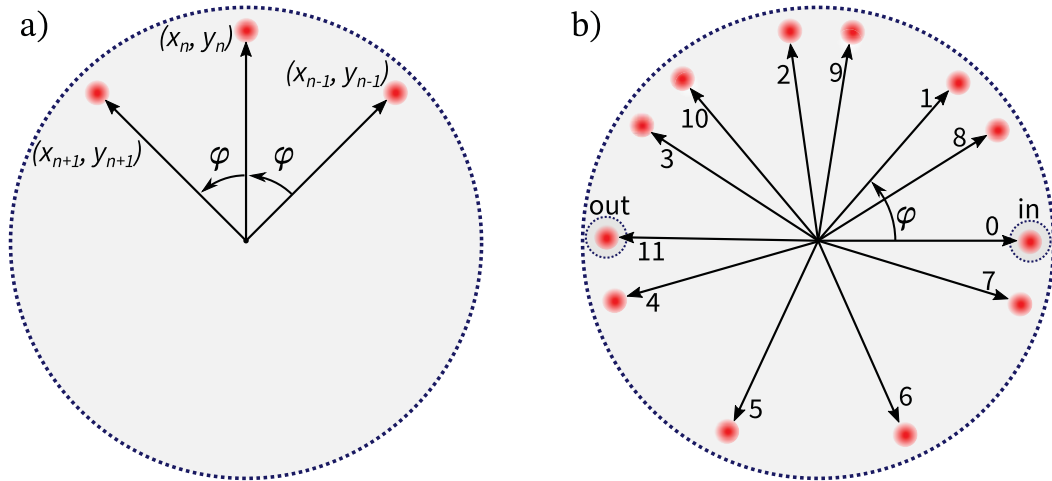 a)
(xₙ, yₙ)
(xₙ₋₁, yₙ₋₁)
(xₙ₊₁, yₙ₊₁)
φ φ
b)
2 9
1
10
8
3
φ
out
in
0
11
7
4
6
5